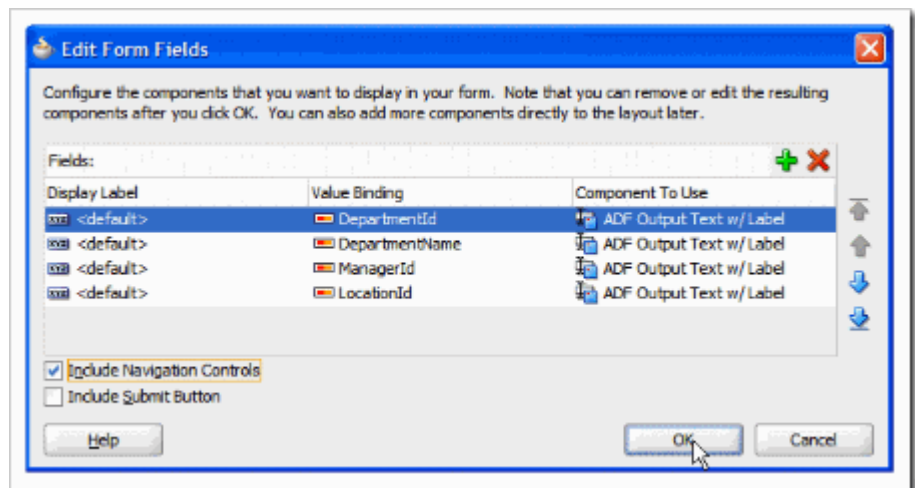 Edit Form Fields
Configure the components that you want to display in your form. Note that you can remove or edit the resulting
components after you click OK. You can also add more components directly to the layout later.
Fields:
Display Label Value Binding Component To Use
<default> DepartmentId ADF Output Text w/ Label
<default> DepartmentName ADF Output Text w/ Label
<default> ManagerId ADF Output Text w/ Label
<default> LocationId ADF Output Text w/ Label
Include Navigation Controls
Include Submit Button
Help OK Cancel